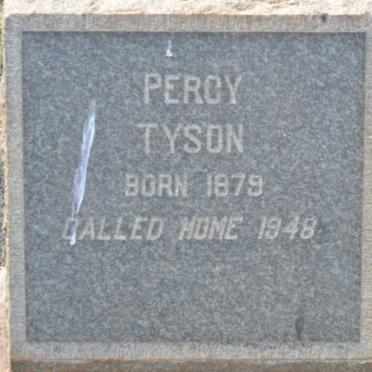 PERCY
TYSON
BORN 1879
CALLED HOME 1948